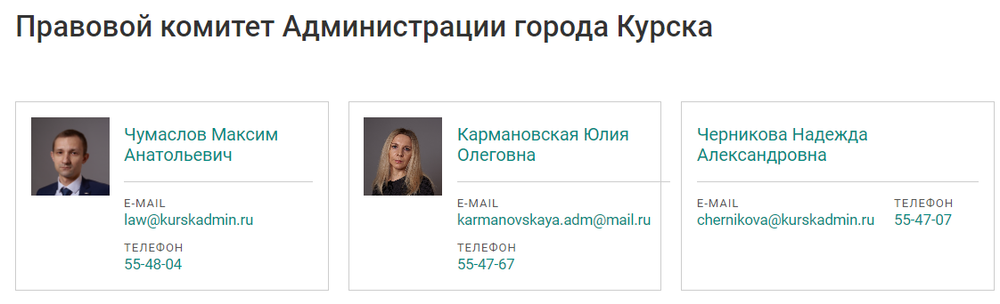 Правовой комитет Администрации города Курска
Чумаслов Максим
Анатольевич
E-MAIL
law@kurskadmin.ru
ТЕЛЕФОН
55-48-04
Кармановская Юлия
Олеговна
E-MAIL
karmanovskaya.adm@mail.ru
ТЕЛЕФОН
55-47-67
Черникова Надежда
Александровна
E-MAIL
chernikova@kurskadmin.ru
ТЕЛЕФОН
55-47-07